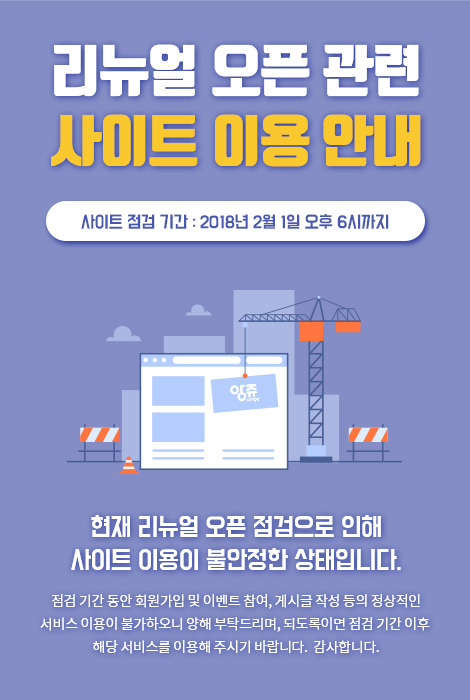 리뉴얼 오픈 관련
사이트 이용 안내
사이트 점검 기간 : 2018년 2월 1일 오후 6시까지
앙쥬
현재 리뉴얼 오픈 점검으로 인해
사이트 이용이 불안정한 상태입니다.
점검 기간 동안 회원가입 및 이벤트 참여, 게시글 작성 등의 정상적인
서비스 이용이 불가하오니 양해 부탁드리며, 되도록이면 점검 기간 이후
해당 서비스를 이용해 주시기 바랍니다. 감사합니다.